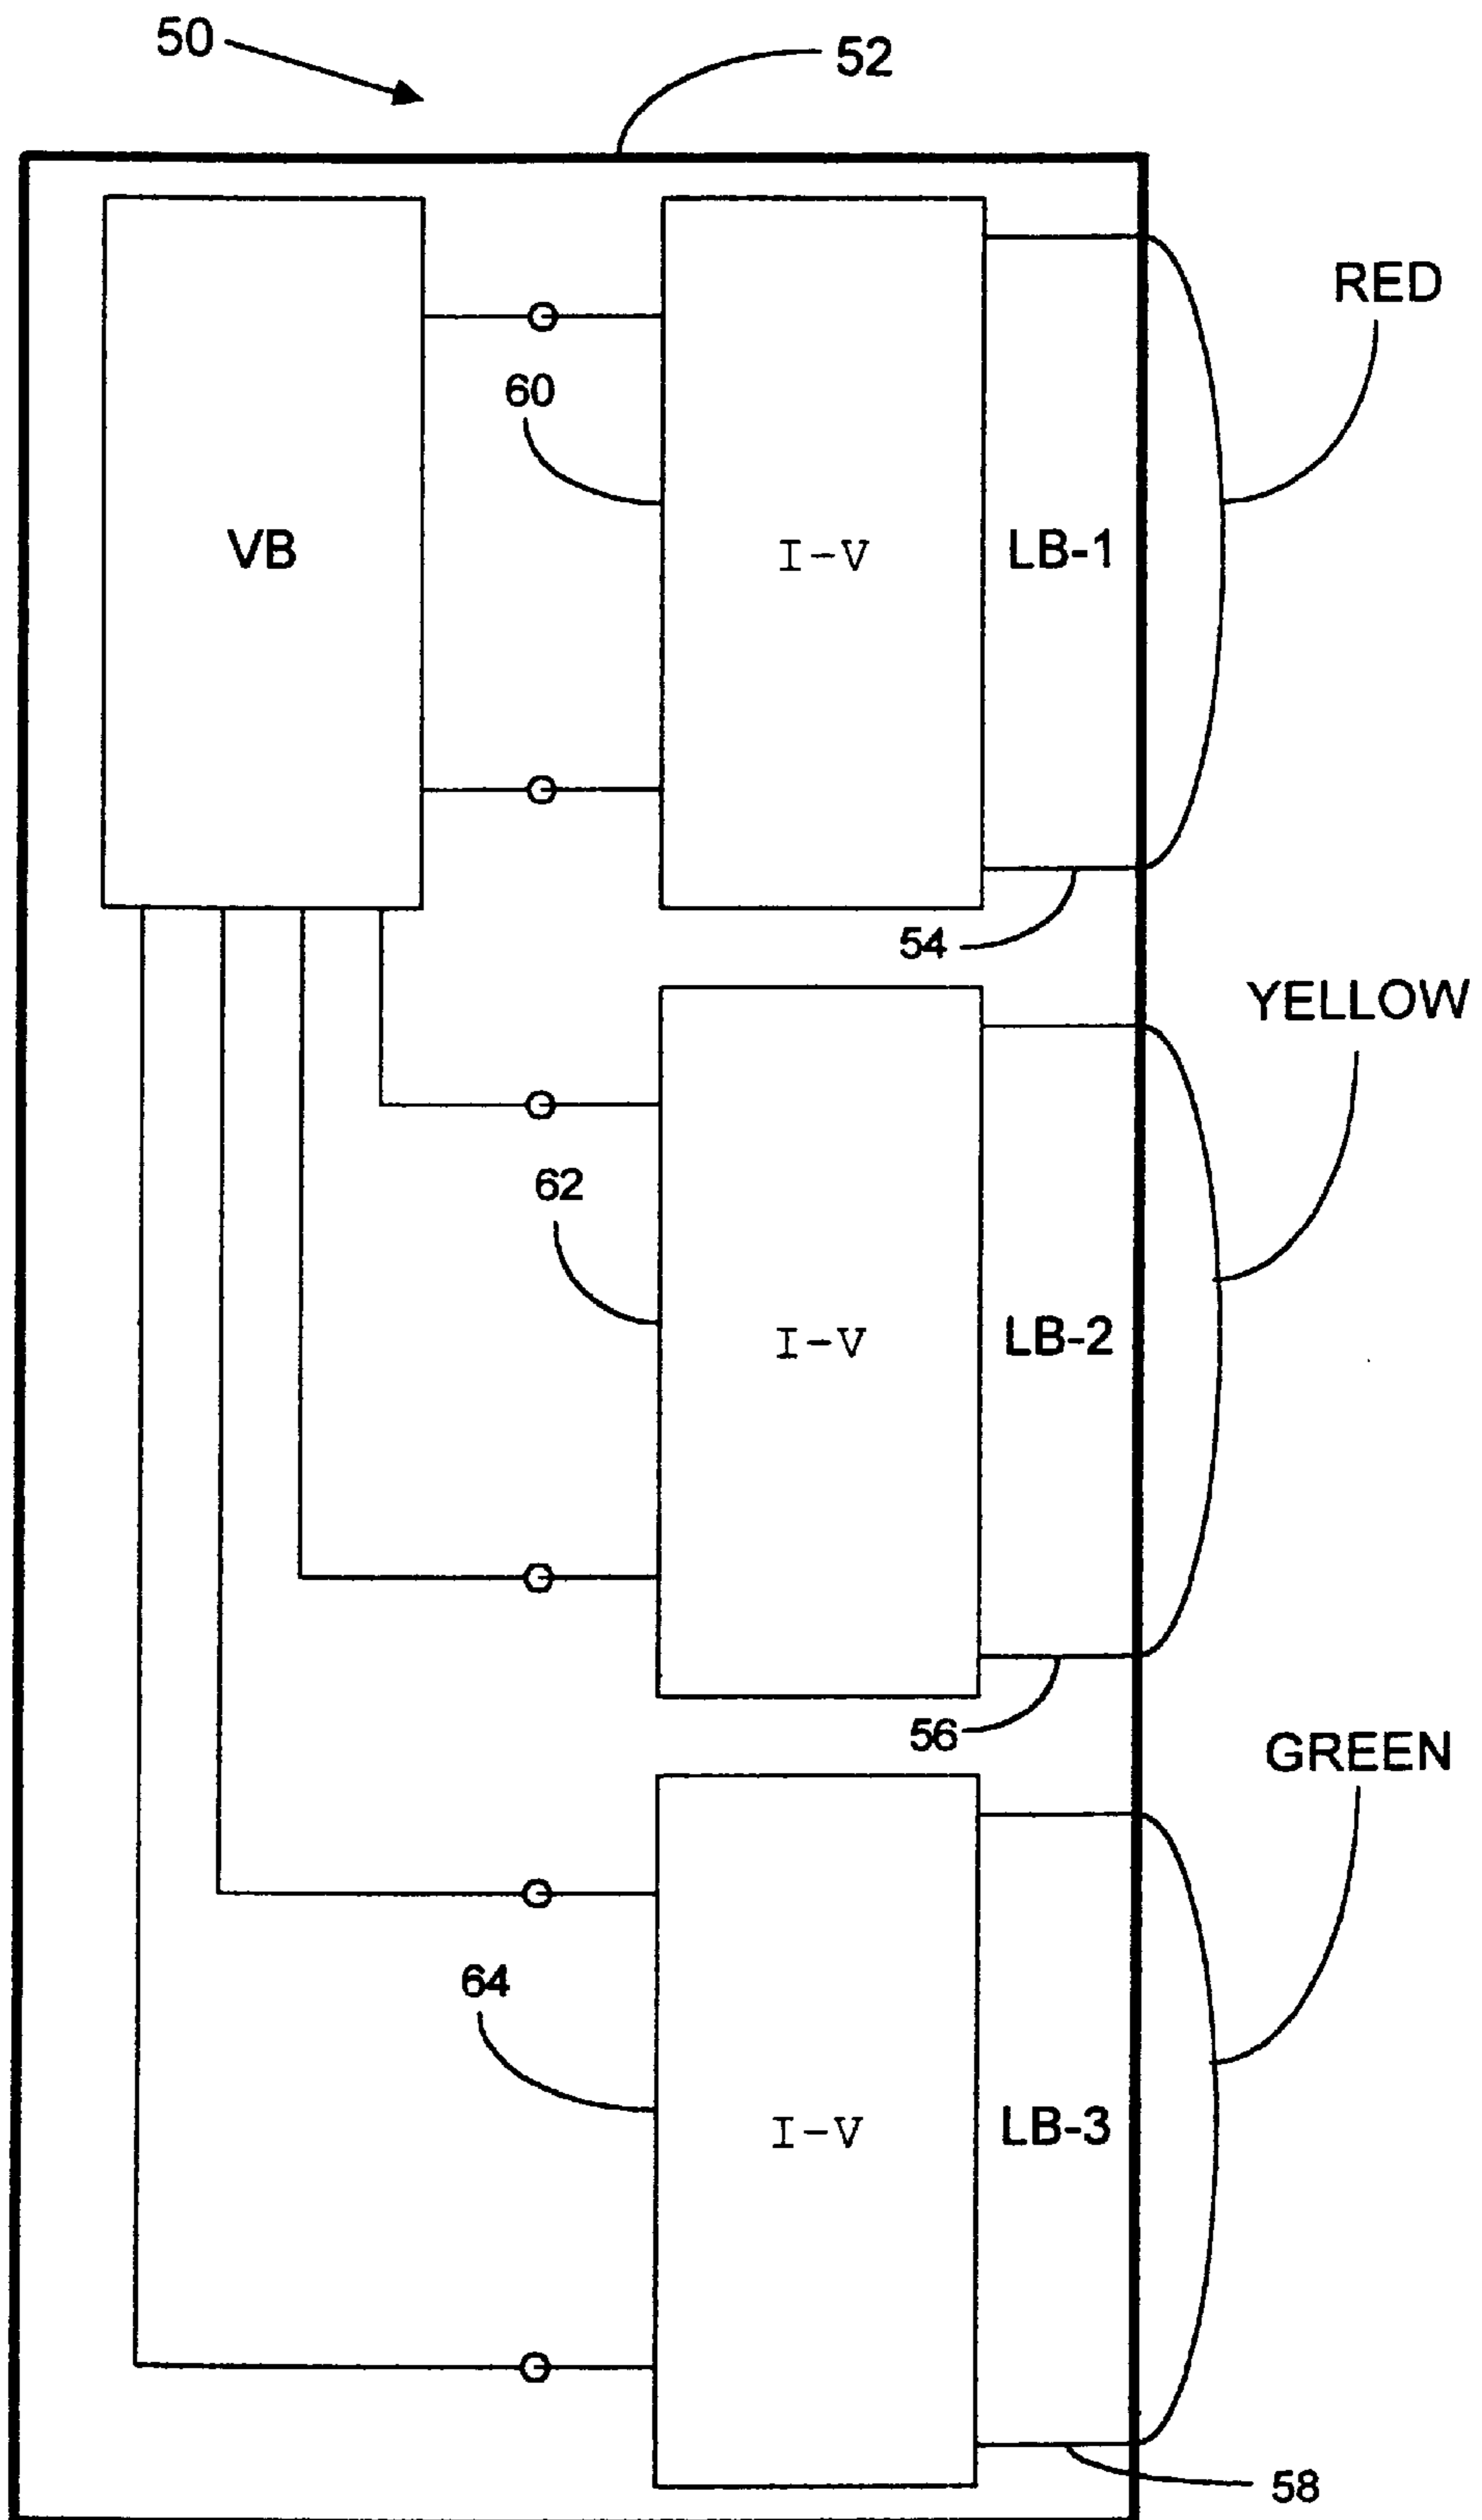 50
52
RED
60
VB
I-V
LB-1
54
YELLOW
62
I-V
LB-2
56
GREEN
64
I-V
LB-3
58